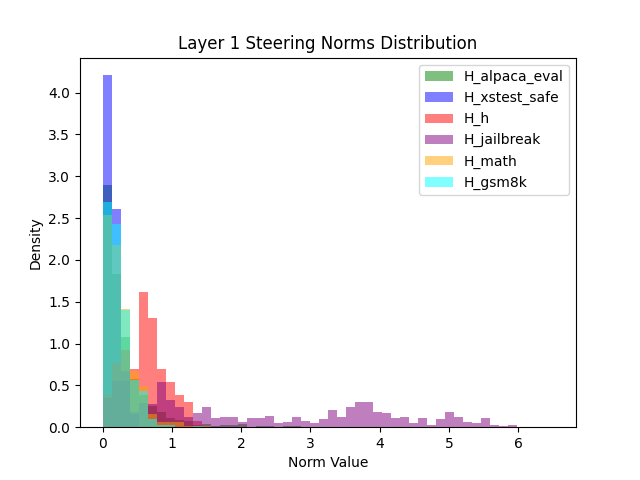 Layer 1 Steering Norms Distribution
H_alpaca_eval
H_xstest_safe
H_h
H_jailbreak
H_math
H_gsm8k
Density
4.0
3.5
3.0
2.5
2.0
1.5
1.0
0.5
0.0
0 1 2 3 4 5 6
Norm Value